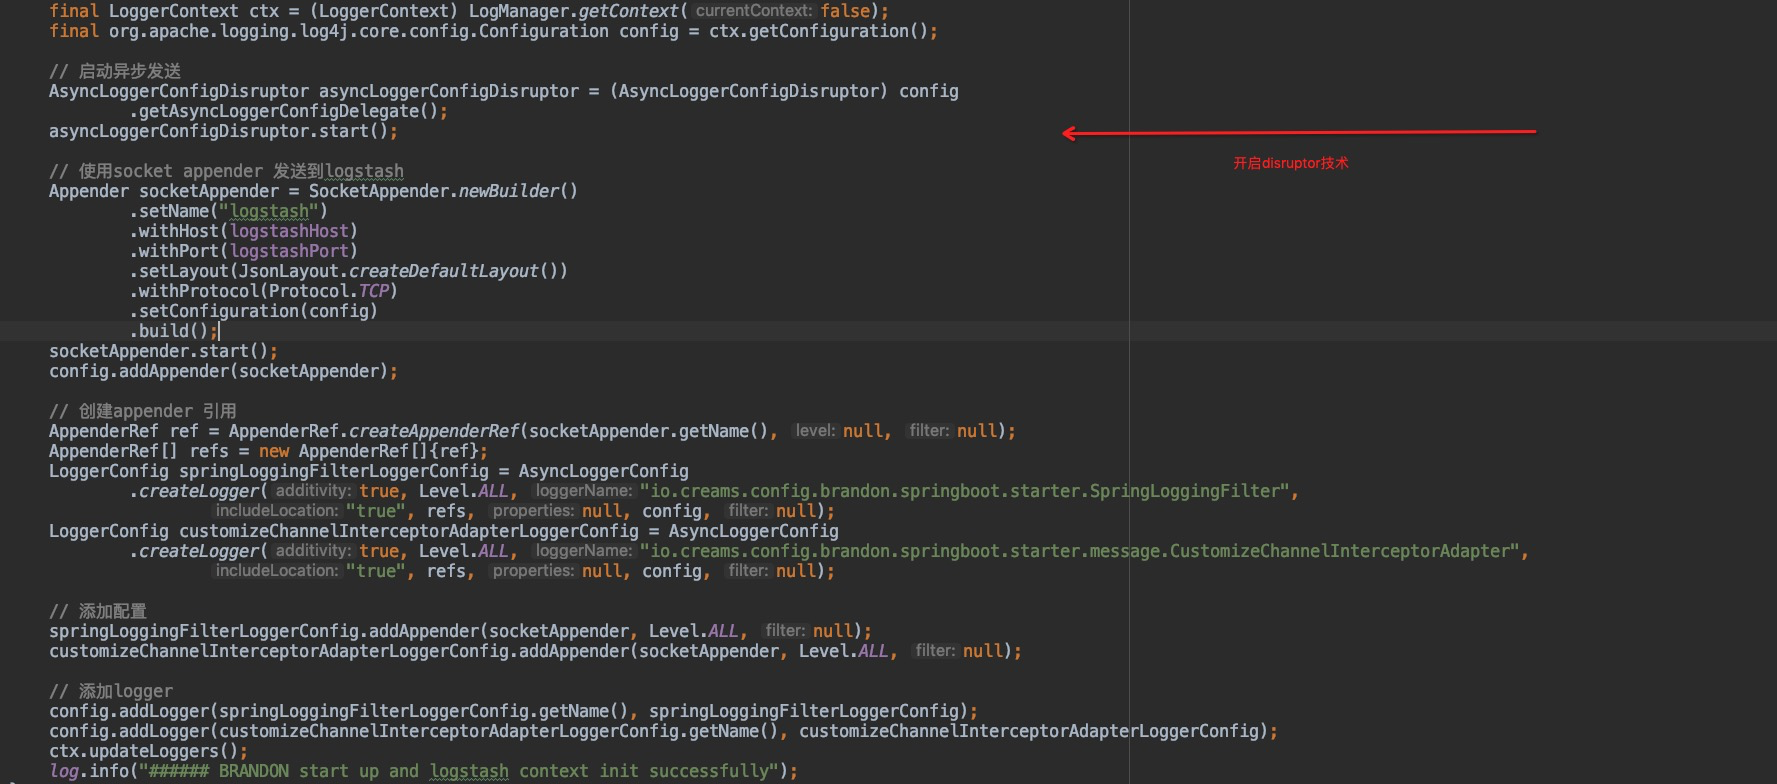 final LoggerContext ctx = (LoggerContext) LogManager.getContext( currentContext: false);
final org.apache.logging.log4j.core.config.Configuration config = ctx.getConfiguration();
// 启动异步发送
AsyncLoggerConfigDisruptor asyncLoggerConfigDisruptor = (AsyncLoggerConfigDisruptor) config
.getAsyncLoggerConfigDelegate();
asyncLoggerConfigDisruptor.start();
开启disruptor技术
// 使用socket appender 发送到logstash
Appender socketAppender = SocketAppender.newBuilder()
.setName("logstash")
.withHost(logstashHost)
.withPort(logstashPort)
.setLayout(JsonLayout.createDefaultLayout())
.withProtocol(Protocol.TCP)
.setConfiguration(config)
.build();
socketAppender.start();
config.addAppender(socketAppender);
// 创建appender 引用
AppenderRef ref = AppenderRef.createAppenderRef(socketAppender.getName(), level: null, filter: null);
AppenderRef[] refs = new AppenderRef[]{ref};
LoggerConfig springLoggingFilterLoggerConfig = AsyncLoggerConfig
.createLogger( additivity: true, Level.ALL, loggerName: "io.creams.config.brandon.springboot.starter.SpringLoggingFilter",
includeLocation: "true", refs, properties: null, config, filter: null);
LoggerConfig customizeChannelInterceptorAdapterLoggerConfig = AsyncLoggerConfig
.createLogger( additivity: true, Level.ALL, loggerName: "io.creams.config.brandon.springboot.starter.message.CustomizeChannelInterceptorAdapter",
includeLocation: "true", refs, properties: null, config, filter: null);
// 添加配置
springLoggingFilterLoggerConfig.addAppender(socketAppender, Level.ALL, filter: null);
customizeChannelInterceptorAdapterLoggerConfig.addAppender(socketAppender, Level.ALL, filter: null);
// 添加logger
config.addLogger(springLoggingFilterLoggerConfig.getName(), springLoggingFilterLoggerConfig);
config.addLogger(customizeChannelInterceptorAdapterLoggerConfig.getName(), customizeChannelInterceptorAdapterLoggerConfig);
ctx.updateLoggers();
log.info("###### BRANDON start up and logstash context init successfully");